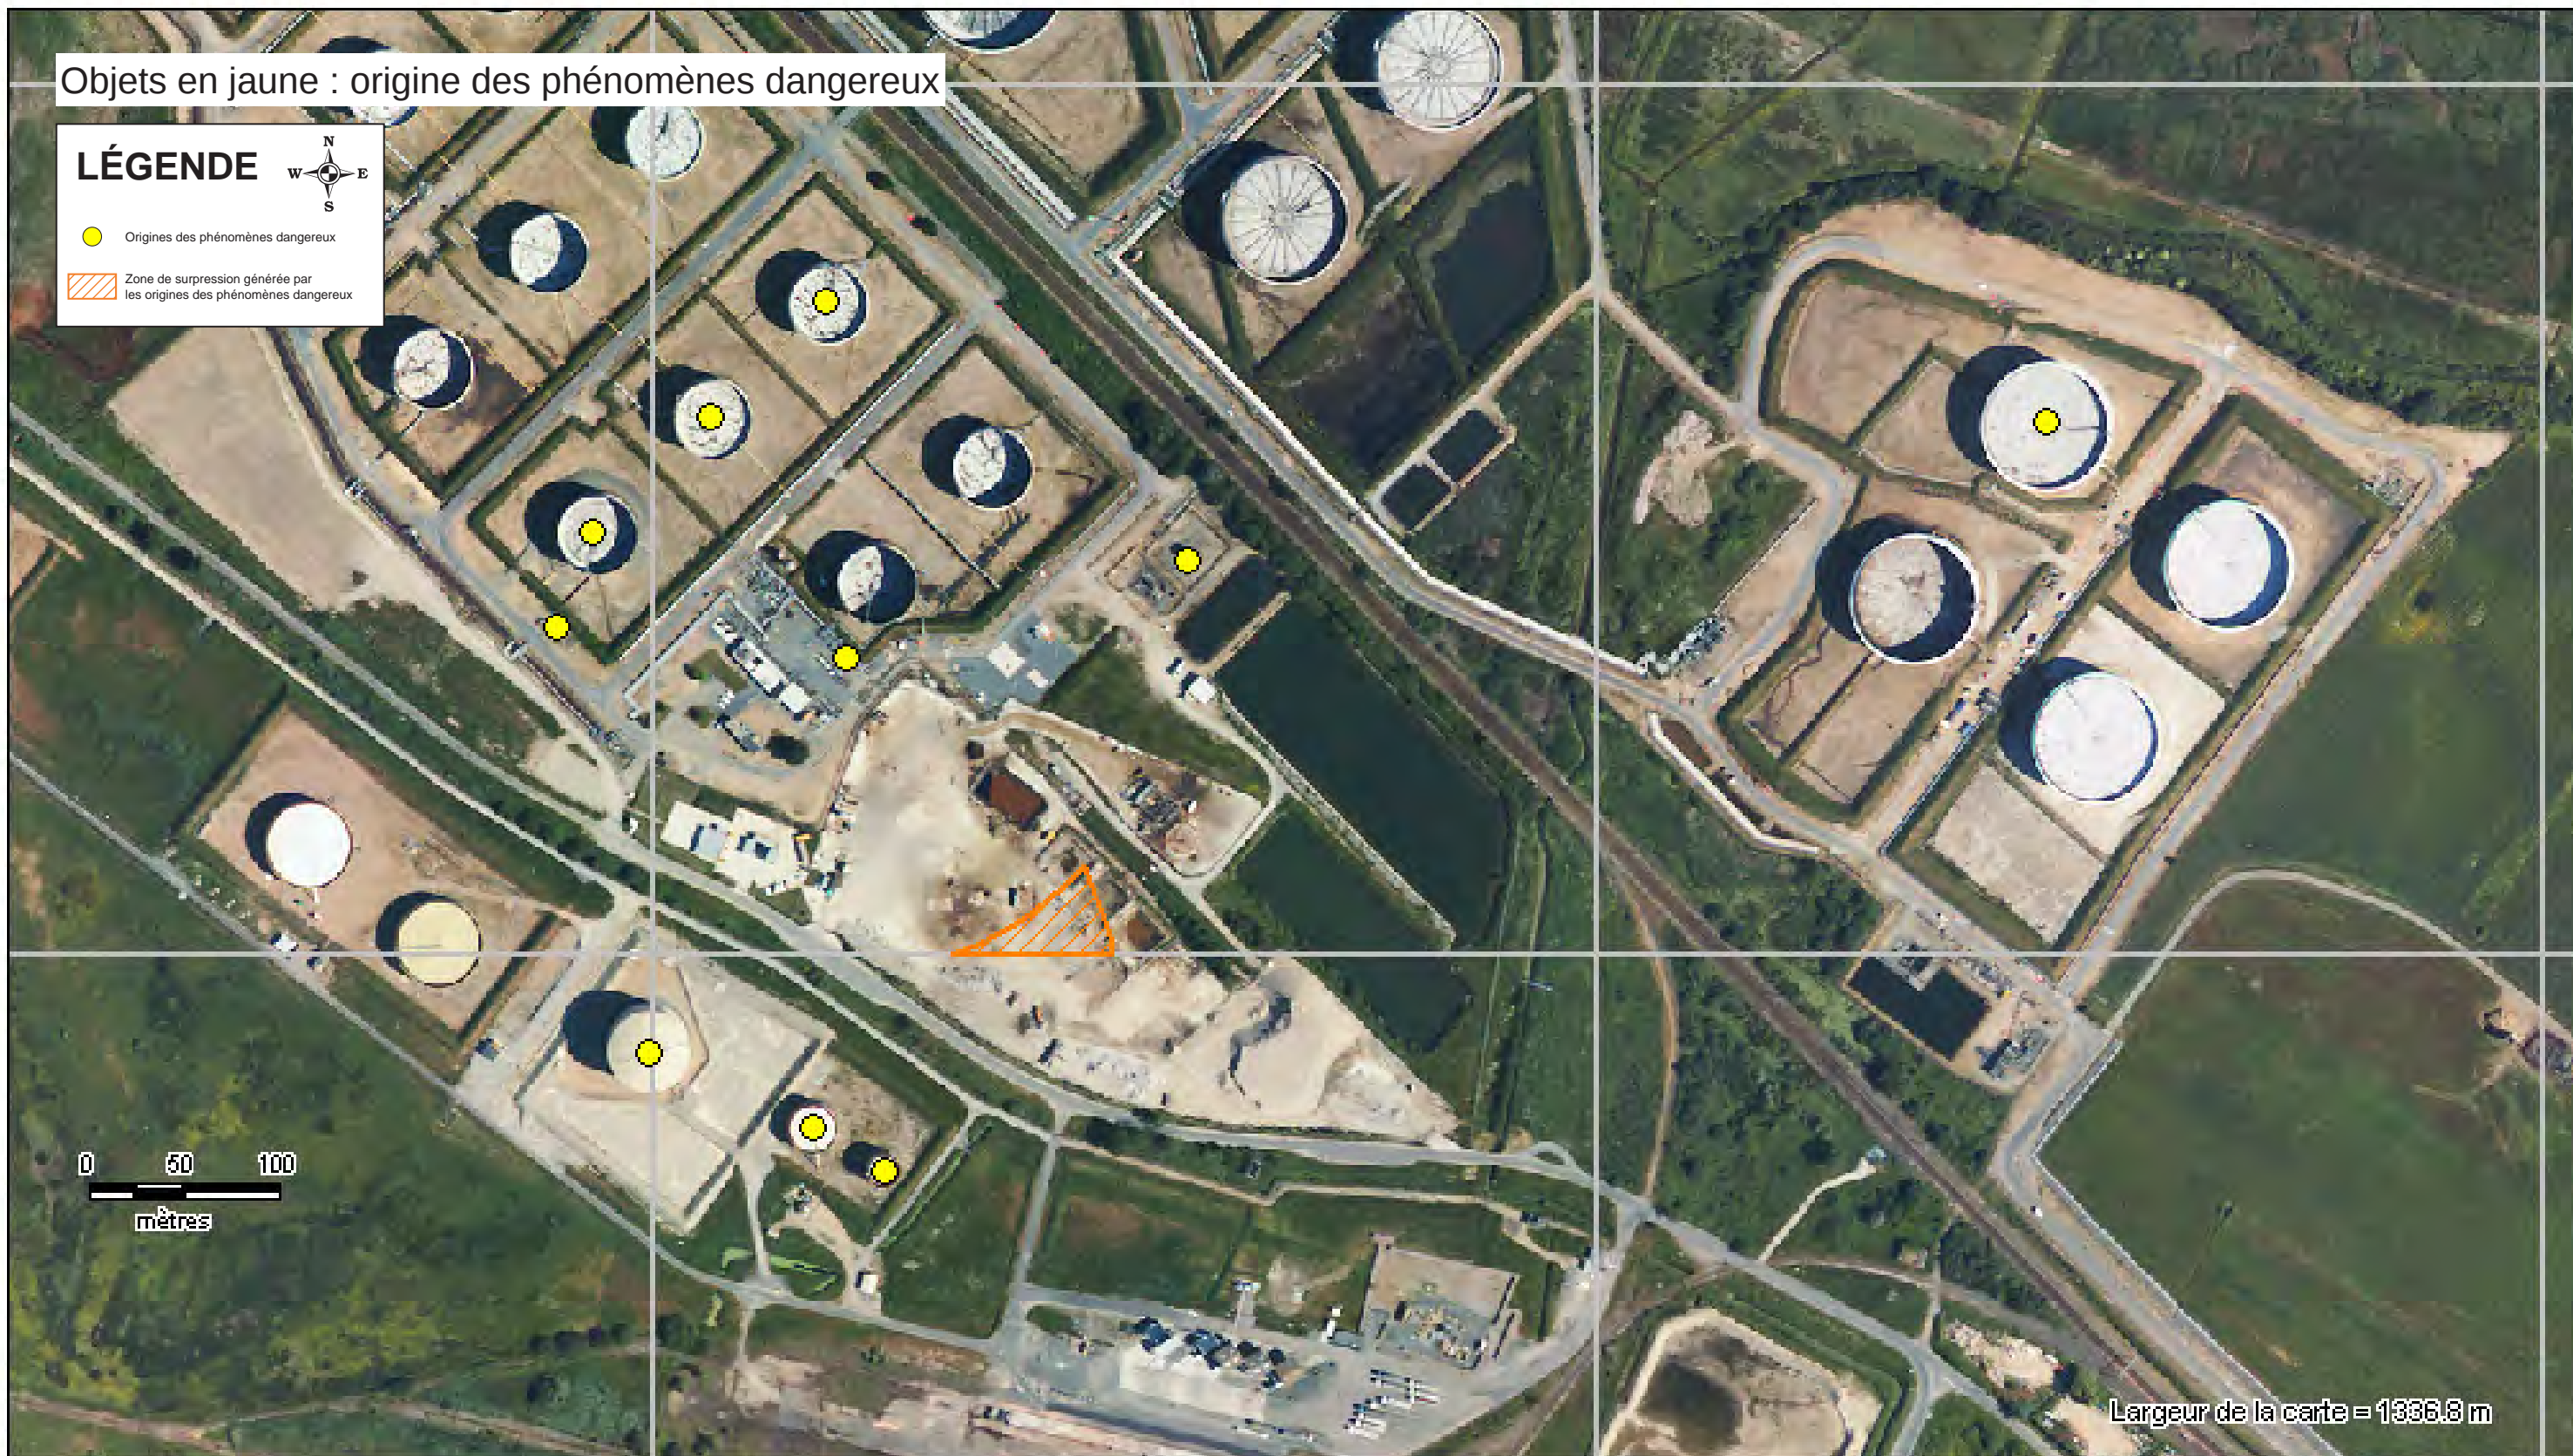 Objets en jaune : origine des phénomènes dangereux
LÉGENDE
N
W E
S
Origines des phénomènes dangereux
Zone de surpression générée par
les origines des phénomènes dangereux
0 50 100
mètres
Largeur de la carte = 1336.8 m